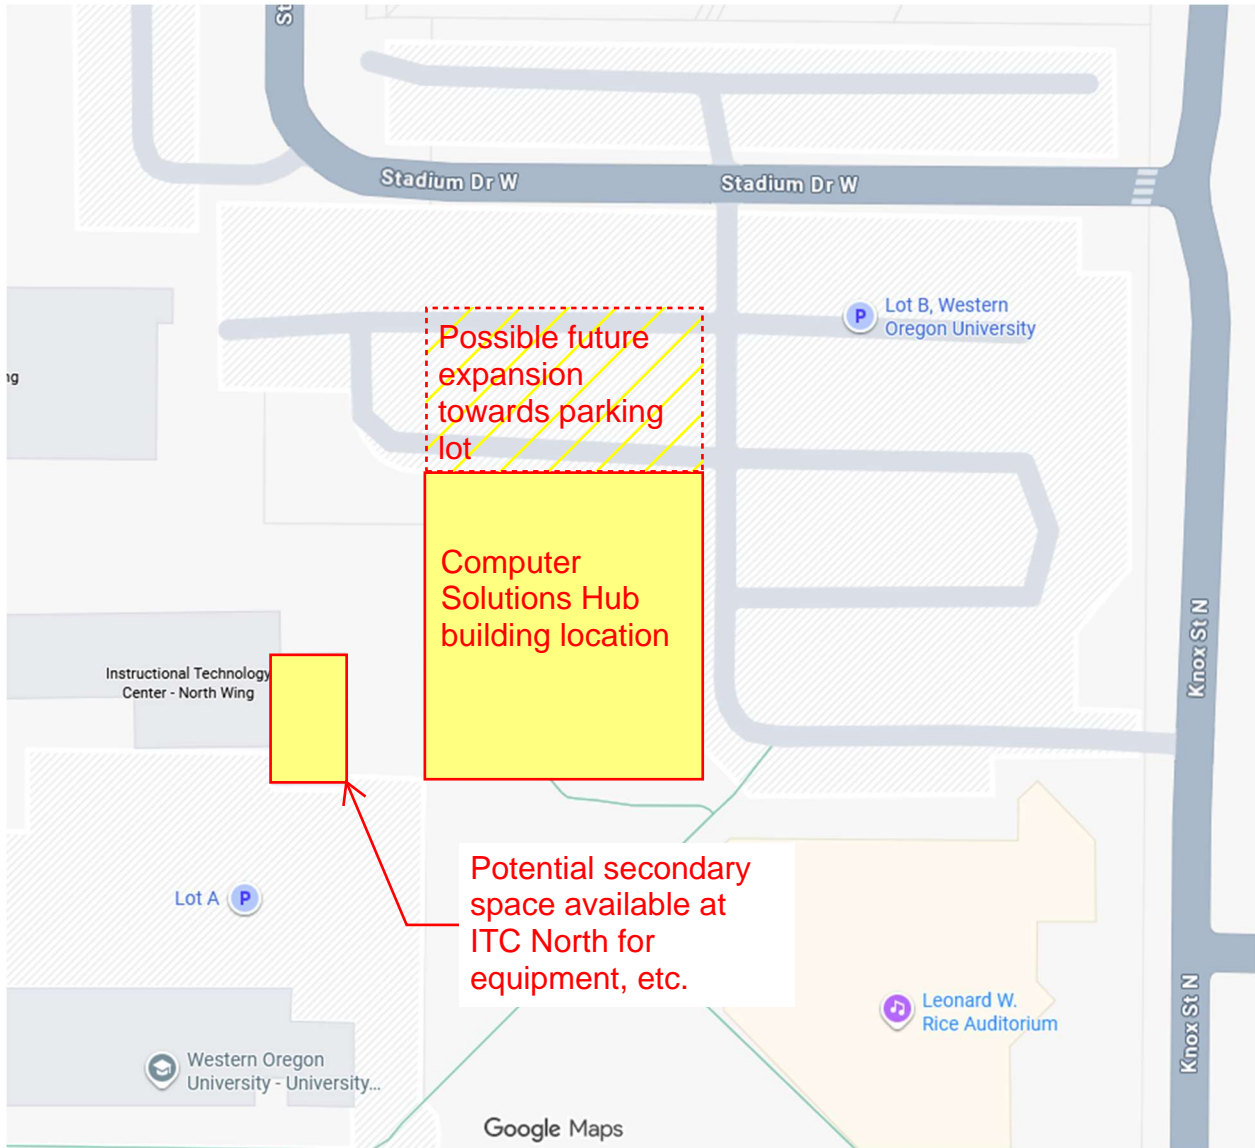 St
Stadium Dr W
Stadium Dr W
Lot B, Western
Oregon University
P
Possible future
expansion
towards parking
lot
ng
Computer
Solutions Hub
building location
Knox St N
Instructional Technology
Center - North Wing
Potential secondary
space available at
ITC North for
equipment, etc.
Lot A
P
Leonard W.
Rice Auditorium
Knox St N
Western Oregon
University - University...
Google Maps